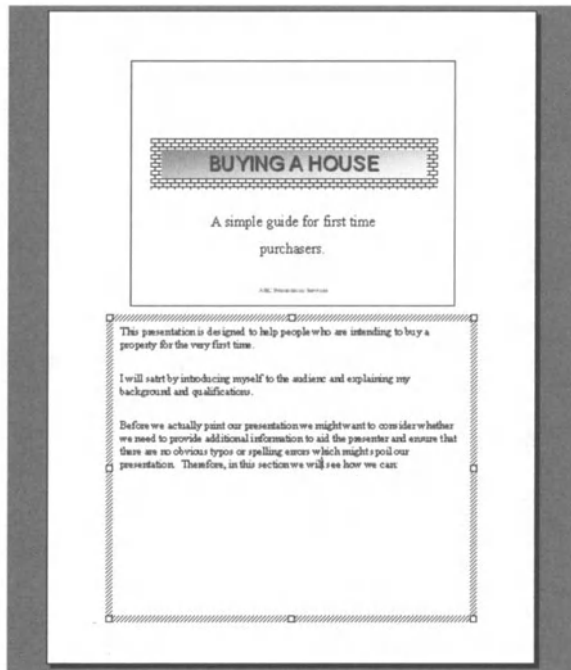 BUYING A HOUSE
A simple guide for first time
purchasers.
This presentation is designed to help people who are intending to buy a
property for the very first time.
I will satrt by introducing myself to the audienc and explaining my
background and qualifications.
Before we actually print our presentation we might want to consider whether
we need to provide additional information to aid the presenter and ensure that
there are no obvious typos or spelling errors which might spoil our
presentation. Therefore, in this section we will see how we can: